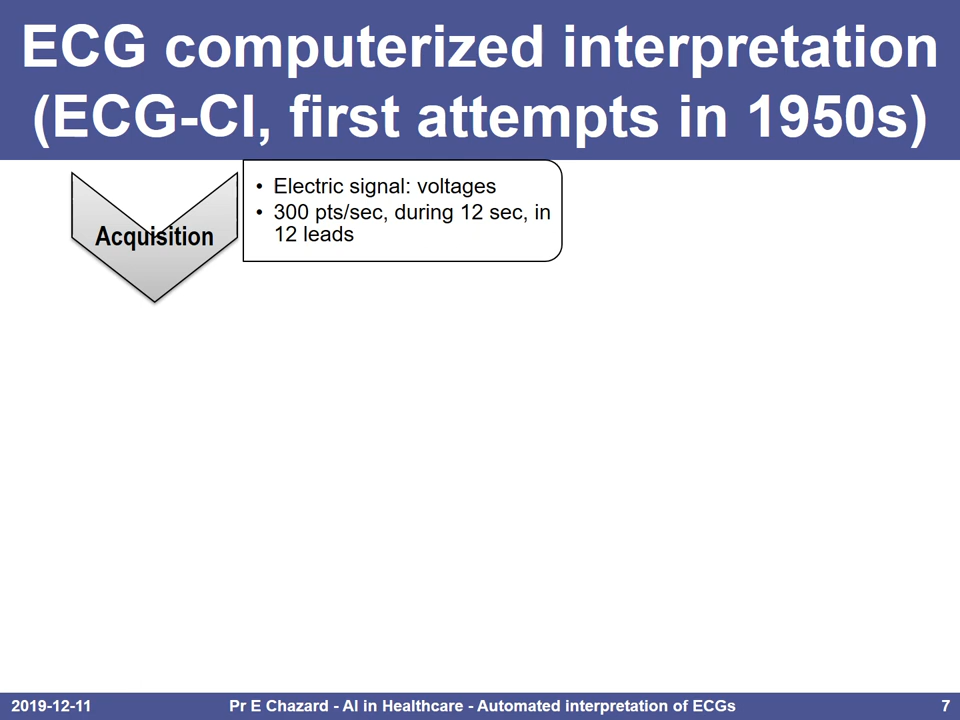 ECG computerized interpretation
(ECG-CI, first attempts in 1950s)
Acquisition
• Electric signal: voltages
• 300 pts/sec, during 12 sec, in
12 leads
2019-12-11
Pr E Chazard - AI in Healthcare - Automated interpretation of ECGs
7